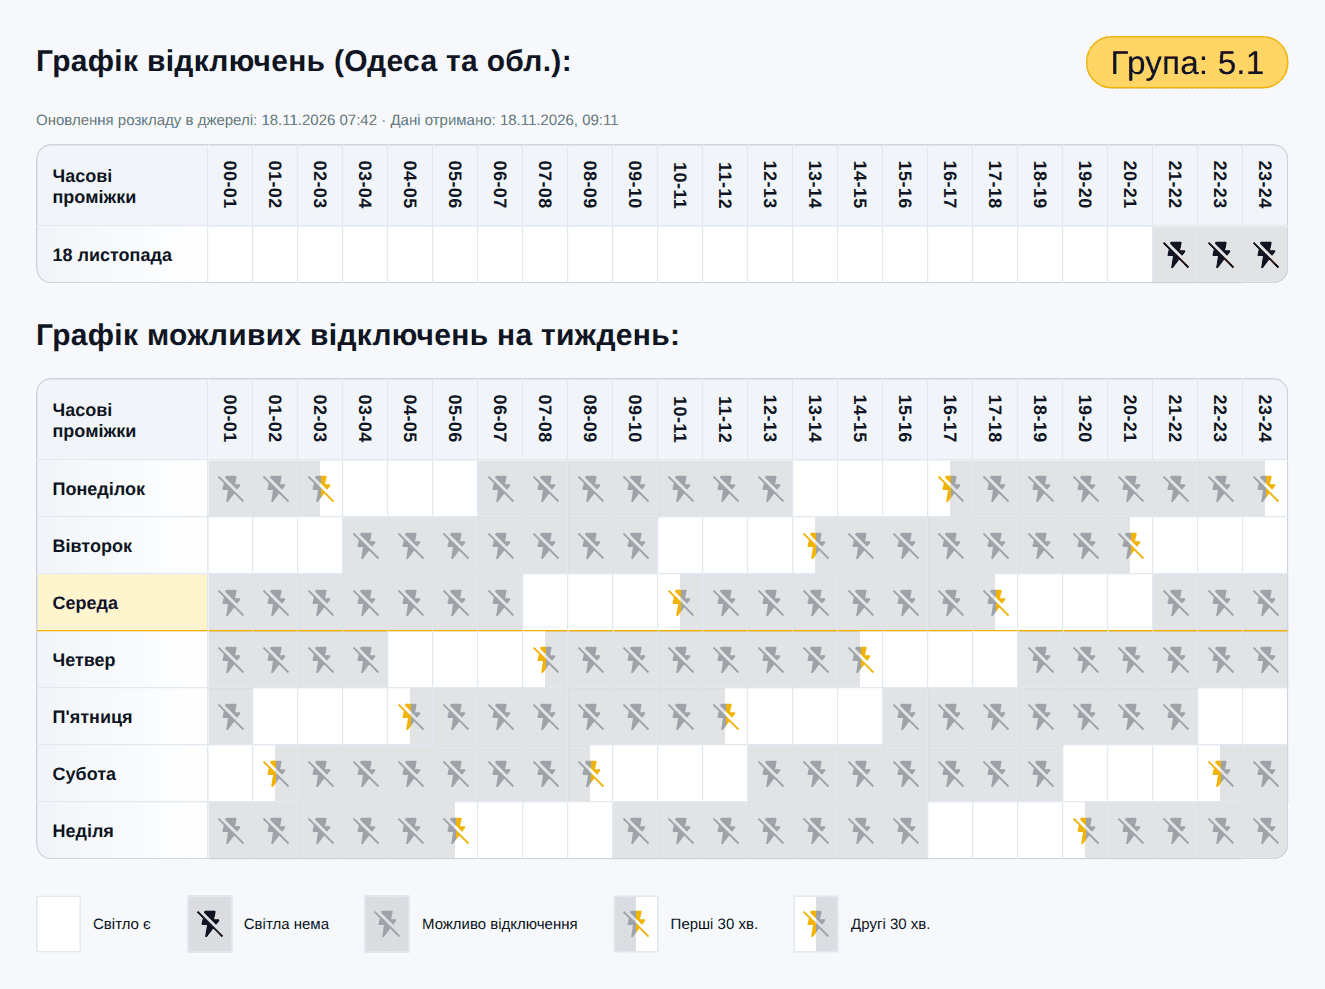 Графік відключень (Одеса та обл.):
Група: 5.1
Оновлення розкладу в джерелі: 18.11.2026 07:42 · Дані отримано: 18.11.2026, 09:11
Часові проміжки 00-01 01-02 02-03 03-04 04-05 05-06 06-07 07-08 08-09 09-10 10-11 11-12 12-13 13-14 14-15 15-16 16-17 17-18 18-19 19-20 20-21 21-22 22-23 23-24
18 листопада
Графік можливих відключень на тиждень:
Часові проміжки 00-01 01-02 02-03 03-04 04-05 05-06 06-07 07-08 08-09 09-10 10-11 11-12 12-13 13-14 14-15 15-16 16-17 17-18 18-19 19-20 20-21 21-22 22-23 23-24
Понеділок
Вівторок
Середа
Четвер
П'ятниця
Субота
Неділя
Світло є Світла нема Можливо відключення Перші 30 хв. Другі 30 хв.